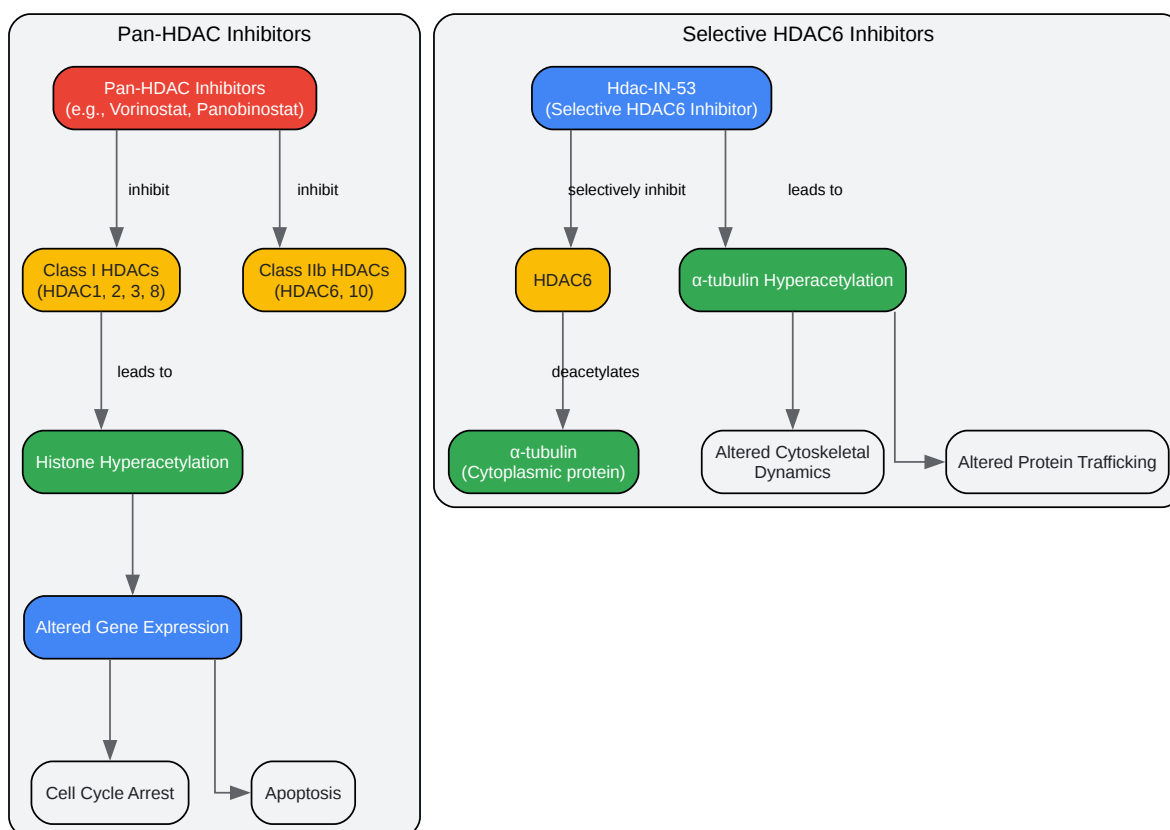 Pan-HDAC Inhibitors
Pan-HDAC Inhibitors
(e.g., Vorinostat, Panobinostat)
inhibit
inhibit
Class I HDACs
(HDAC1, 2, 3, 8)
Class IIb HDACs
(HDAC6, 10)
leads to
Histone Hyperacetylation
Altered Gene Expression
Cell Cycle Arrest
Apoptosis
Selective HDAC6 Inhibitors
Hdac-IN-53
(Selective HDAC6 Inhibitor)
selectively inhibit
leads to
HDAC6
α-tubulin Hyperacetylation
deacetylates
α-tubulin
(Cytoplasmic protein)
Altered Cytoskeletal
Dynamics
Altered Protein Trafficking